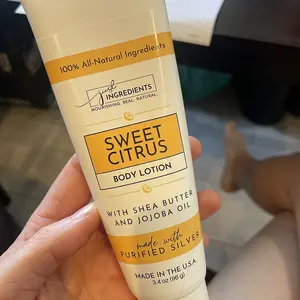 100% All-Natural Ingredients
just
INGREDIENTS
NOURISHING. REAL. NATURAL.
SWEET
CITRUS
BODY LOTION
WITH SHEA BUTTER
AND JOJOBA OIL
made with
PURIFIED SILVER
MADE IN THE U.S.A.
3.4 oz (96 g)